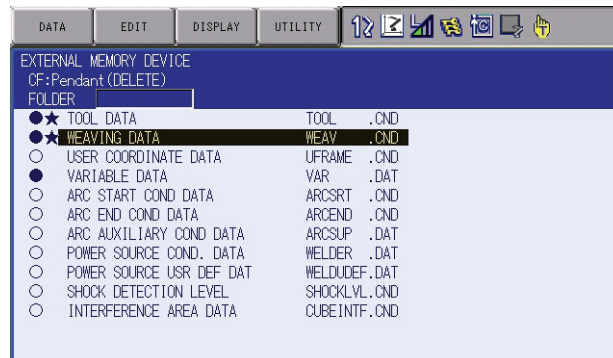 DATA EDIT DISPLAY UTILITY
EXTERNAL MEMORY DEVICE
CF:Pendant(DELETE)
FOLDER
●★ TOOL DATA TOOL .CND
●★ WEAVING DATA WEAV .CND
○ USER COORDINATE DATA UFRAME .CND
● VARIABLE DATA VAR .DAT
○ ARC START COND DATA ARCSRT .CND
○ ARC END COND DATA ARCEND .CND
○ ARC AUXILIARY COND DATA ARCSUP .DAT
○ POWER SOURCE COND. DATA WELDER .DAT
○ POWER SOURCE USR DEF DAT WELDUDEF.DAT
○ SHOCK DETECTION LEVEL SHOCKLVL.CND
○ INTERFERENCE AREA DATA CUBEINTF.CND